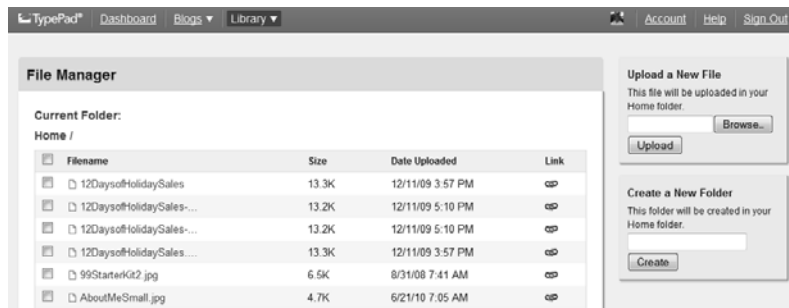 TypePad® Dashboard Blogs ▼ Library ▼ Account Help Sign Out
File Manager
Current Folder:
Home /
Filename Size Date Uploaded Link
12DaysofHolidaySales 13.3K 12/11/09 3:57 PM
12DaysofHolidaySales-... 13.2K 12/11/09 5:10 PM
12DaysofHolidaySales-... 13.2K 12/11/09 5:10 PM
12DaysofHolidaySales.... 13.3K 12/11/09 3:57 PM
99StarterKit2.jpg 6.5K 8/31/08 7:41 AM
AboutMeSmall.jpg 4.7K 6/21/10 7:05 AM
Upload a New File
This file will be uploaded in your
Home folder.
Browse..
Upload
Create a New Folder
This folder will be created in your
Home folder.
Create